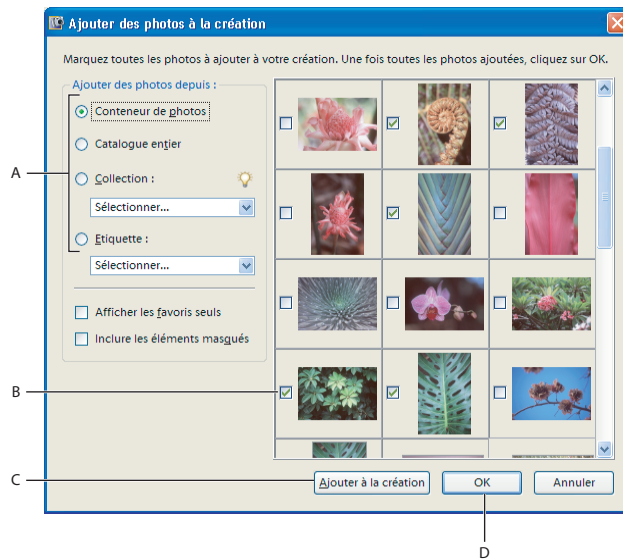 Ajouter des photos à la création
Marquez toutes les photos à ajouter à votre création. Une fois toutes les photos ajoutées, cliquez sur OK.
Ajouter des photos depuis :
Conteneur de photos
Catalogue entier
A
Collection :
Sélectionner...
Etiquette :
Sélectionner...
Afficher les favoris seuls
Inclure les éléments masqués
B
C
Ajouter à la création
OK
Annuler
D